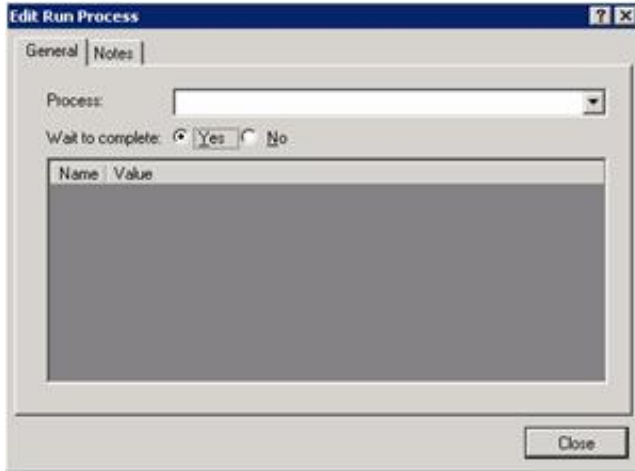 Edit Run Process
General Notes
Process:
Wait to complete: Yes No
Name Value
Close